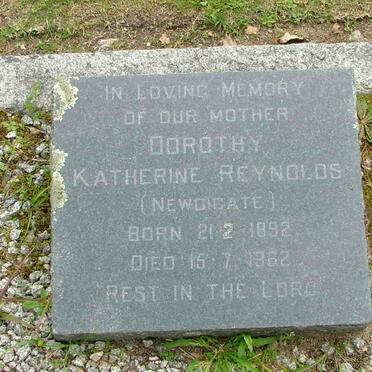 IN LOVING MEMORY
OF OUR MOTHER
DOROTHY
KATHERINE REYNOLDS
(NEWDIGATE)
BORN 21·2·1892
DIED 15·7·1962
"REST IN THE LORD"